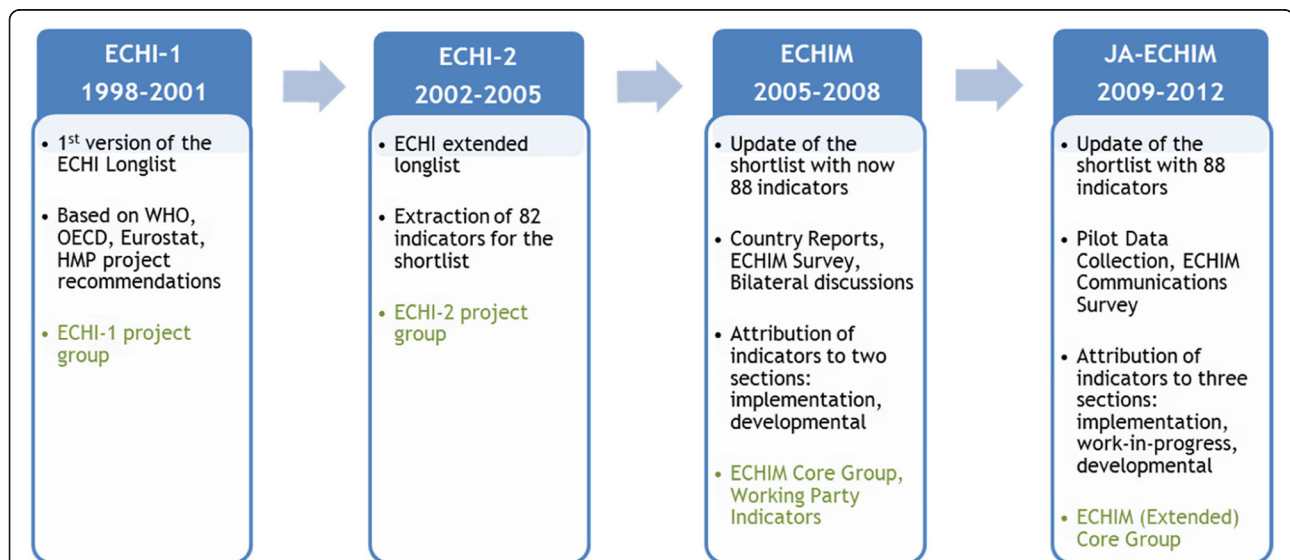 ECHI-1
1998-2001
• 1st version of the
ECHI Longlist
• Based on WHO,
OECD, Eurostat,
HMP project
recommendations
• ECHI-1 project
group
ECHI-2
2002-2005
• ECHI extended
longlist
• Extraction of 82
indicators for the
shortlist
• ECHI-2 project
group
ECHIM
2005-2008
• Update of the
shortlist with now
88 indicators
• Country Reports,
ECHIM Survey,
Bilateral discussions
• Attribution of
indicators to two
sections:
implementation,
developmental
• ECHIM Core Group,
Working Party
Indicators
JA-ECHIM
2009-2012
• Update of the
shortlist with 88
indicators
• Pilot Data
Collection, ECHIM
Communications
Survey
• Attribution of
indicators to three
sections:
implementation,
work-in-progress,
developmental
• ECHIM (Extended)
Core Group